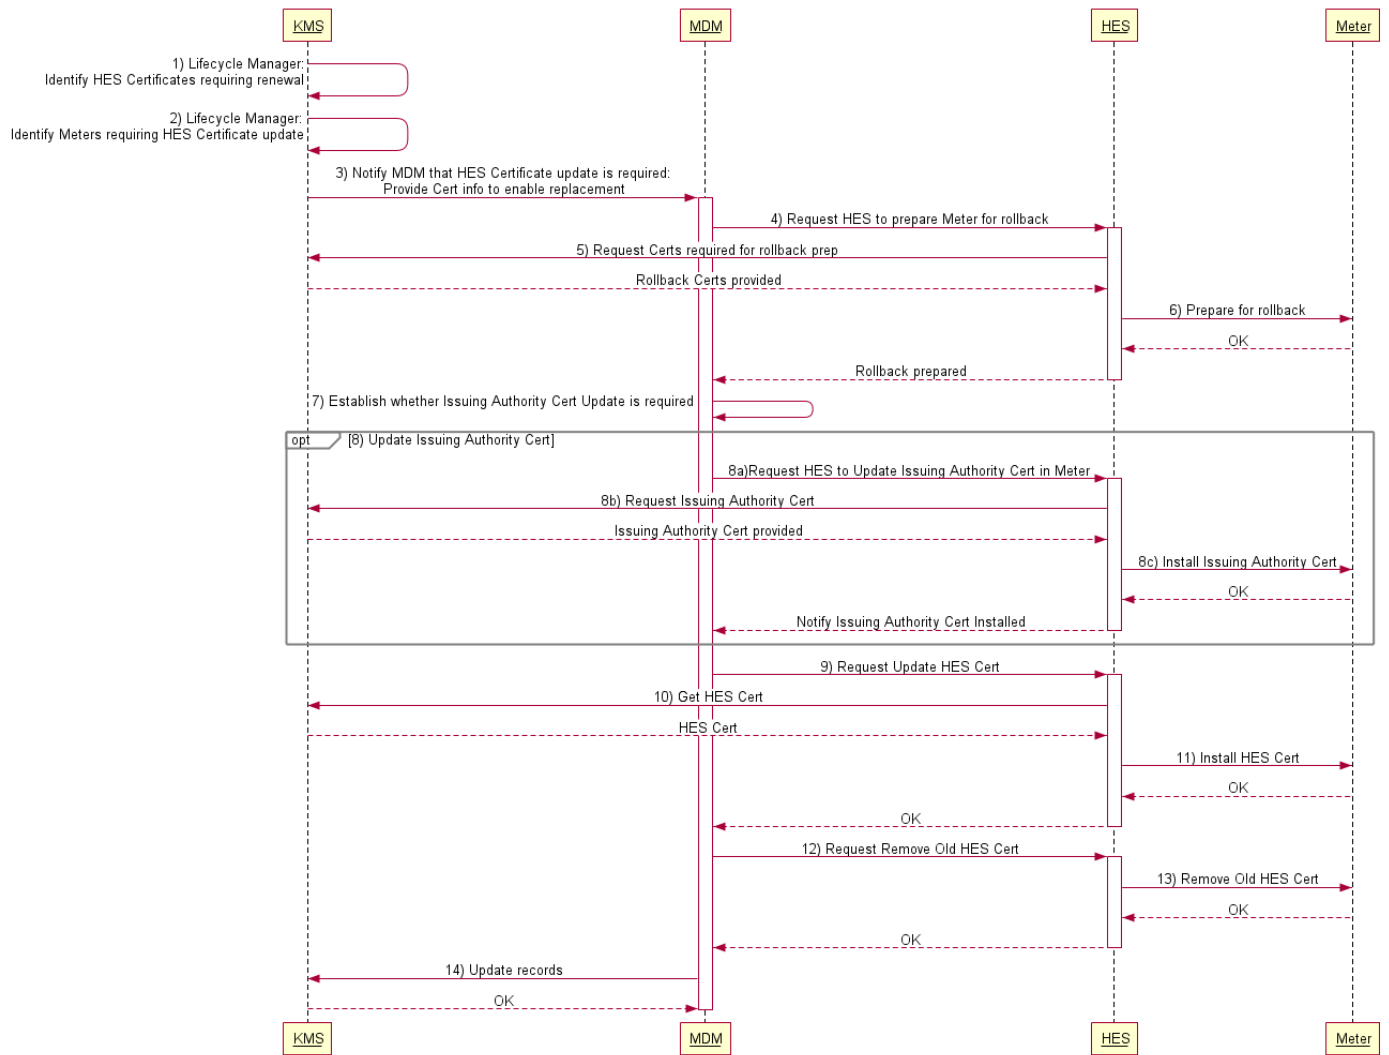 KMS
MDM
HES
Meter
1) Lifecycle Manager:
Identify HES Certificates requiring renewal
2) Lifecycle Manager:
Identify Meters requiring HES Certificate update
3) Notify MDM that HES Certificate update is required:
Provide Cert info to enable replacement
4) Request HES to prepare Meter for rollback
5) Request Certs required for rollback prep
Rollback Certs provided
6) Prepare for rollback
OK
Rollback prepared
7) Establish whether Issuing Authority Cert Update is required
opt
[8) Update Issuing Authority Cert]
8a)Request HES to Update Issuing Authority Cert in Meter
8b) Request Issuing Authority Cert
Issuing Authority Cert provided
8c) Install Issuing Authority Cert
OK
Notify Issuing Authority Cert Installed
9) Request Update HES Cert
10) Get HES Cert
HES Cert
11) Install HES Cert
OK
OK
12) Request Remove Old HES Cert
13) Remove Old HES Cert
OK
OK
14) Update records
OK
KMS
MDM
HES
Meter